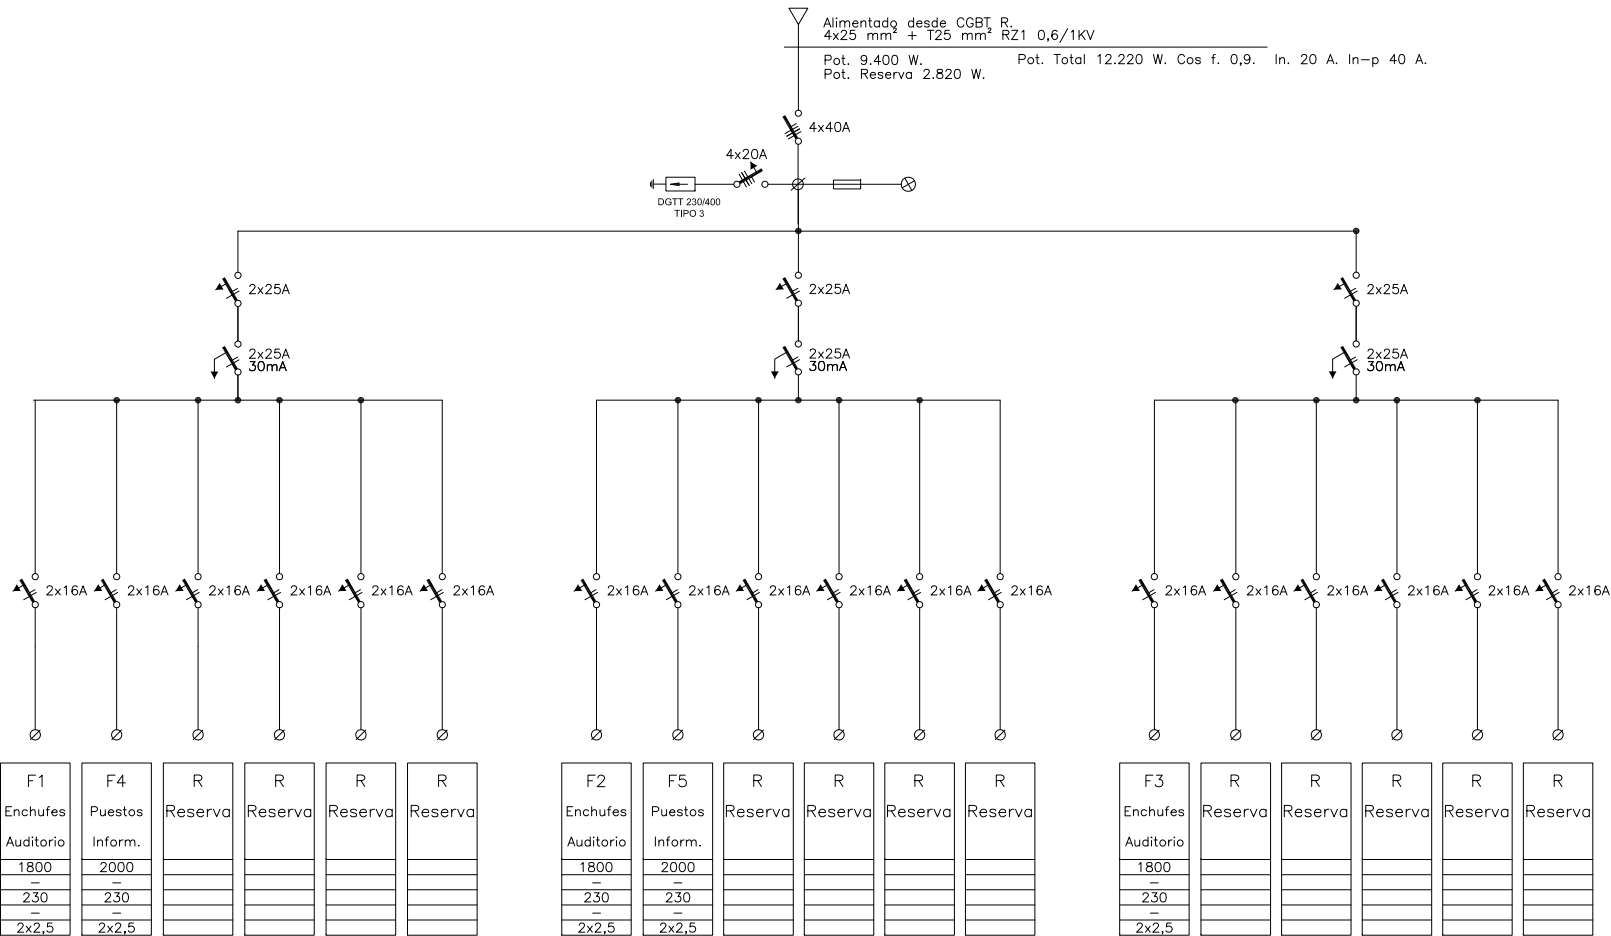 Alimentado desde CGBT R.
4x25 mm² + T25 mm² RZ1 0,6/1KV
Pot. 9.400 W. Pot. Total 12.220 W. Cos f. 0,9. In. 20 A. In-p 40 A.
Pot. Reserva 2.820 W.
4x40A
4x20A
DGTT 230/400
TIPO 3
2x25A 2x25A 2x25A
2x25A 2x25A 2x25A
30mA 30mA 30mA
2x16A 2x16A 2x16A 2x16A 2x16A 2x16A 2x16A 2x16A 2x16A 2x16A 2x16A 2x16A 2x16A 2x16A 2x16A 2x16A 2x16A 2x16A
F1 F4 R R R R F2 F5 R R R R F3 R R R R R
Enchufes Puestos Reserva Reserva Reserva Reserva Enchufes Puestos Reserva Reserva Reserva Reserva Enchufes Reserva Reserva Reserva Reserva Reserva
Auditorio Inform. Auditorio Inform. Auditorio
1800 2000 1800 2000 1800
– – – – –
230 230 230 230 230
– – – – –
2x2,5 2x2,5 2x2,5 2x2,5 2x2,5